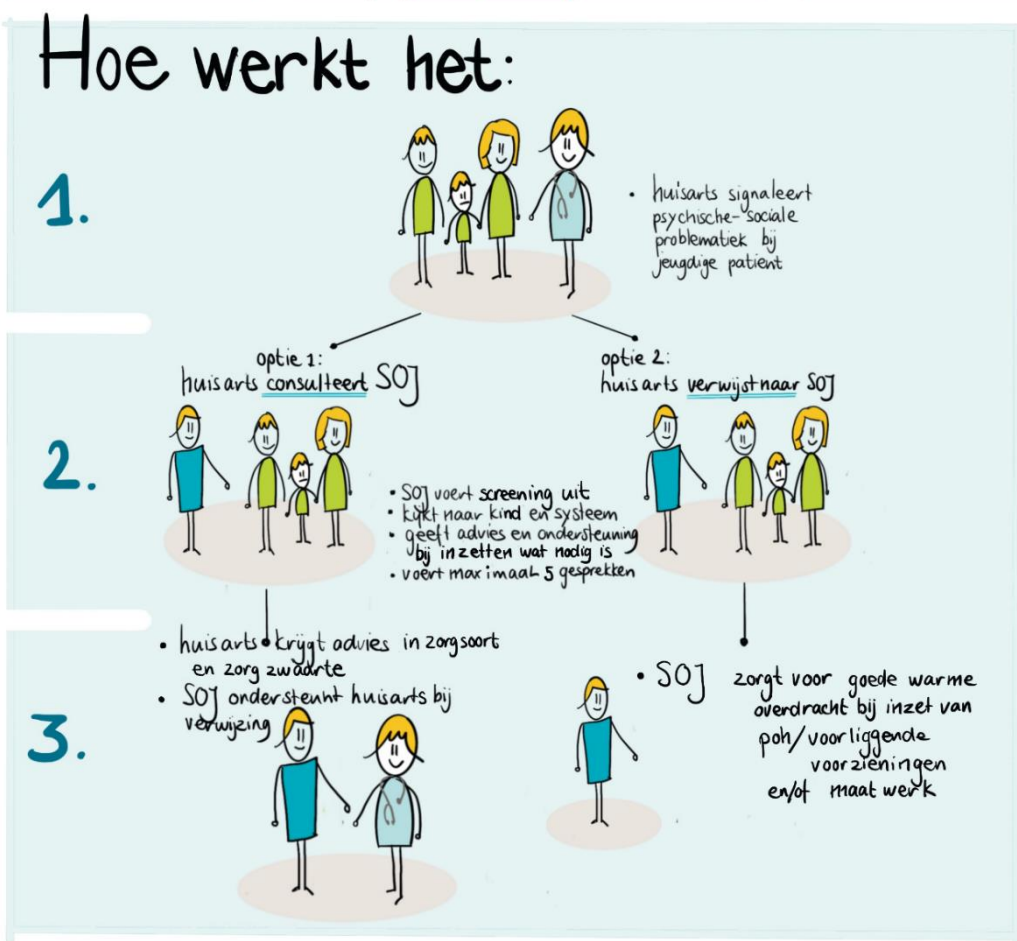 Hoe werkt het:
1.
• huisarts signaleert
psychische-sociale
problematiek bij
jeugdige patient
optie 1:
huisarts consulteert SOJ
optie 2:
huisarts verwijst naar SOJ
2.
• SOJ voert screening uit
• kijkt naar kind en systeem
• geeft advies en ondersteuning
bij inzetten wat nodig is
• voert maximaal 5 gesprekken
3.
• huisarts krijgt advies in zorgsoort
en zorg zwaarte
• SOJ ondersteunt huisarts bij
verwijzing
• SOJ zorgt voor goede warme
overdracht bij inzet van
poh/voorliggende
voorzieningen
en/of maatwerk